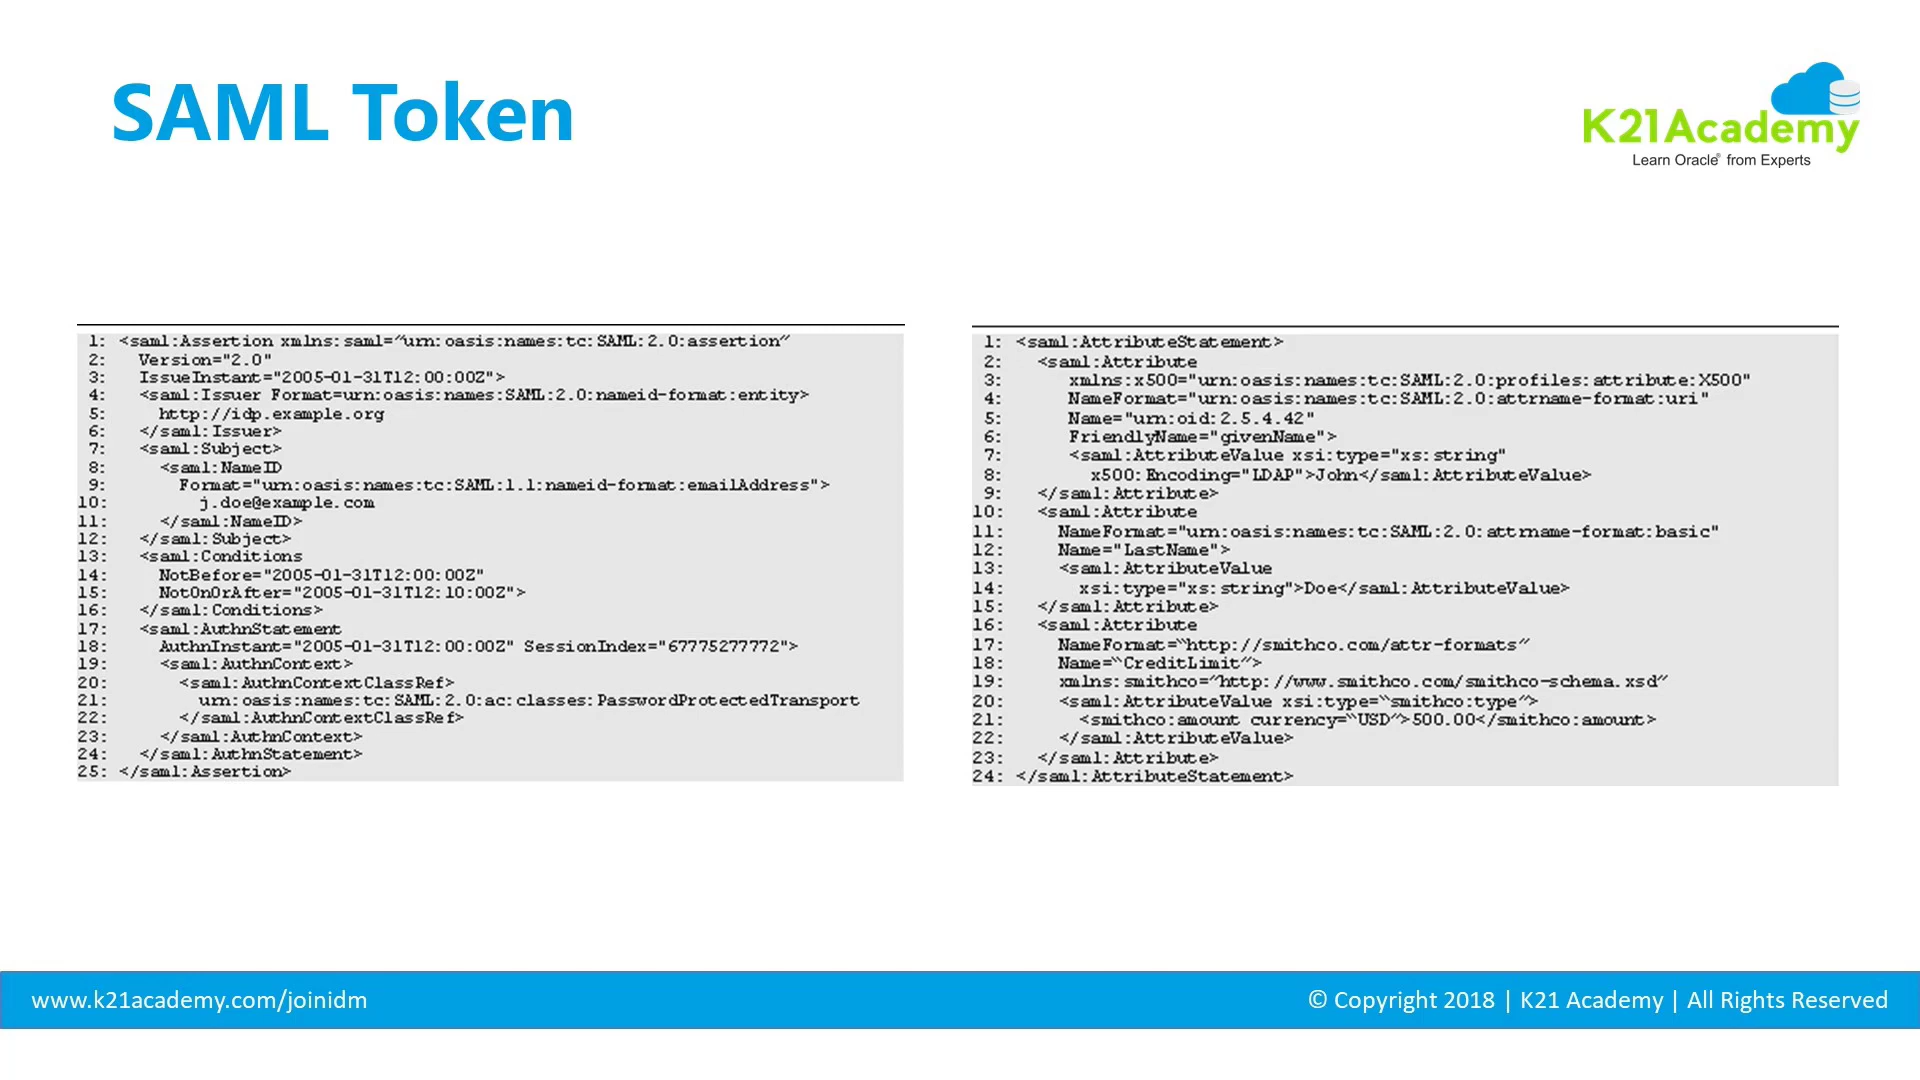 SAML Token
K21Academy
Learn Oracle® from Experts
1: <saml:Assertion xmlns:saml=”urn:oasis:names:tc:SAML:2.0:assertion”
2: Version="2.0"
3: IssueInstant="2005-01-31T12:00:00Z">
4: <saml:Issuer Format=urn:oasis:names:SAML:2.0:nameid-format:entity>
5: http://idp.example.org
6: </saml:Issuer>
7: <saml:Subject>
8: <saml:NameID
9: Format="urn:oasis:names:tc:SAML:1.1:nameid-format:emailAddress">
10: j.doe@example.com
11: </saml:NameID>
12: </saml:Subject>
13: <saml:Conditions
14: NotBefore="2005-01-31T12:00:00Z"
15: NotOnOrAfter="2005-01-31T12:10:00Z">
16: </saml:Conditions>
17: <saml:AuthnStatement
18: AuthnInstant="2005-01-31T12:00:00Z" SessionIndex="67775277772">
19: <saml:AuthnContext>
20: <saml:AuthnContextClassRef>
21: urn:oasis:names:tc:SAML:2.0:ac:classes:PasswordProtectedTransport
22: </saml:AuthnContextClassRef>
23: </saml:AuthnContext>
24: </saml:AuthnStatement>
25: </saml:Assertion>
1: <saml:AttributeStatement>
2: <saml:Attribute
3: xmlns:x500="urn:oasis:names:tc:SAML:2.0:profiles:attribute:X500"
4: NameFormat="urn:oasis:names:tc:SAML:2.0:attrname-format:uri"
5: Name="urn:oid:2.5.4.42"
6: FriendlyName="givenName">
7: <saml:AttributeValue xsi:type="xs:string"
8: x500:Encoding="LDAP">John</saml:AttributeValue>
9: </saml:Attribute>
10: <saml:Attribute
11: NameFormat="urn:oasis:names:tc:SAML:2.0:attrname-format:basic"
12: Name="LastName">
13: <saml:AttributeValue
14: xsi:type="xs:string">Doe</saml:AttributeValue>
15: </saml:Attribute>
16: <saml:Attribute
17: NameFormat=“http://smithco.com/attr-formats”
18: Name=“CreditLimit”>
19: xmlns:smithco=”http://www.smithco.com/smithco-schema.xsd”
20: <saml:AttributeValue xsi:type=“smithco:type”>
21: <smithco:amount currency=“USD”>500.00</smithco:amount>
22: </saml:AttributeValue>
23: </saml:Attribute>
24: </saml:AttributeStatement>
www.k21academy.com/joinidm
© Copyright 2018 | K21 Academy | All Rights Reserved